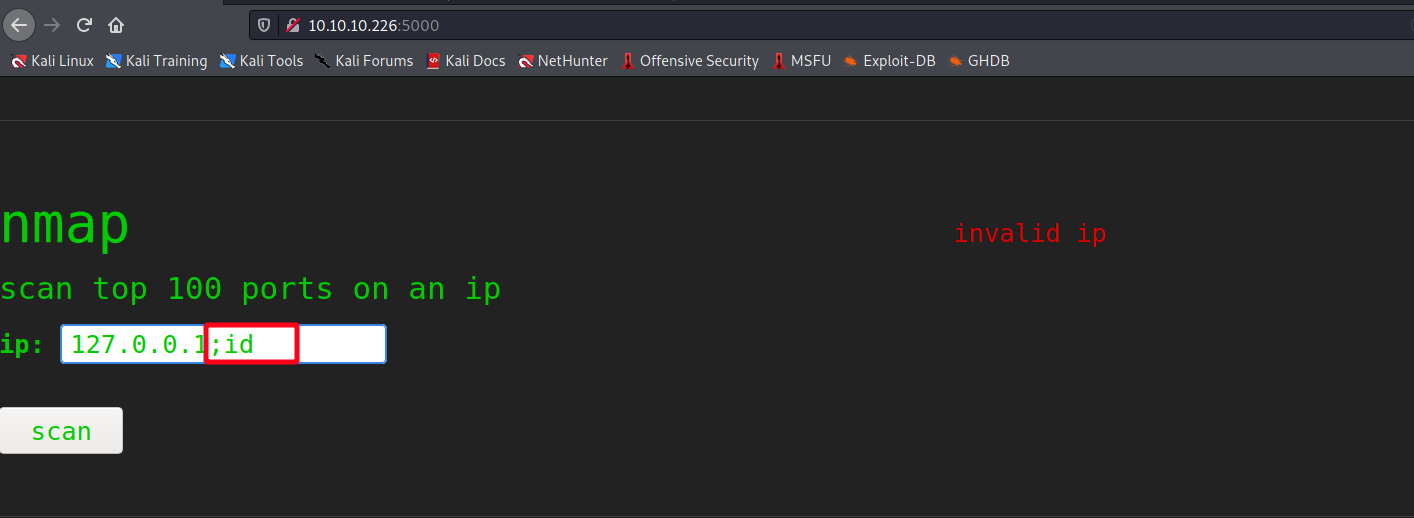 10.10.10.226:5000
Kali Linux Kali Training Kali Tools Kali Forums Kali Docs NetHunter Offensive Security MSFU Exploit-DB GHDB
nmap
invalid ip
scan top 100 ports on an ip
ip: 127.0.0.1;id
scan